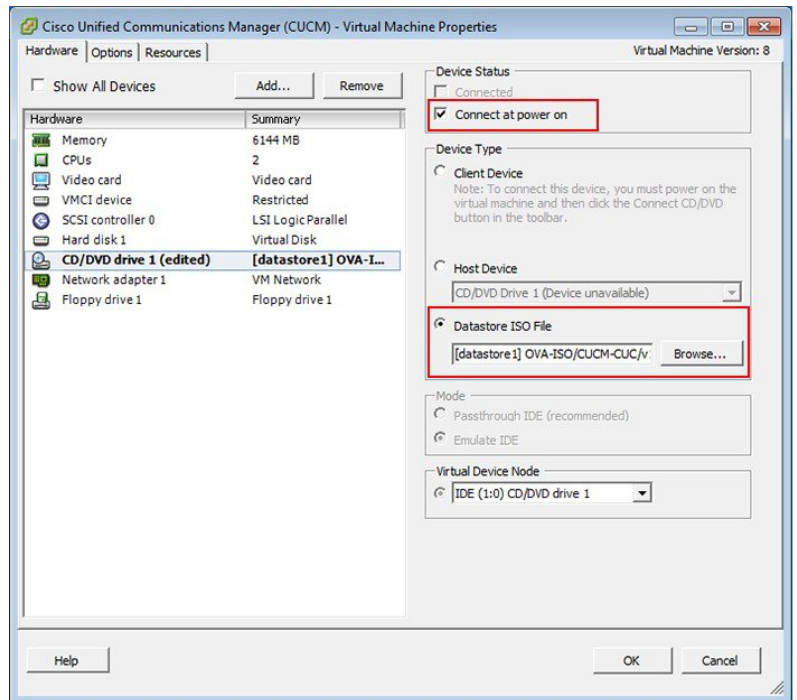 Cisco Unified Communications Manager (CUCM) - Virtual Machine Properties
Hardware Options Resources
Virtual Machine Version: 8
Show All Devices
Add...
Remove
Hardware Summary
Memory 6144 MB
CPUs 2
Video card Video card
VMCI device Restricted
SCSI controller 0 LSI Logic Parallel
Hard disk 1 Virtual Disk
CD/DVD drive 1 (edited) [datastore1] OVA-I...
Network adapter 1 VM Network
Floppy drive 1 Floppy drive 1
Device Status
Connected
Connect at power on
Device Type
Client Device
Note: To connect this device, you must power on the
virtual machine and then click the Connect CD/DVD
button in the toolbar.
Host Device
CD/DVD Drive 1 (Device unavailable)
Datastore ISO File
[datastore1] OVA-ISO/CUCM-CUC/v
Browse...
Mode
Passthrough IDE (recommended)
Emulate IDE
Virtual Device Node
IDE (1:0) CD/DVD drive 1
Help
OK
Cancel